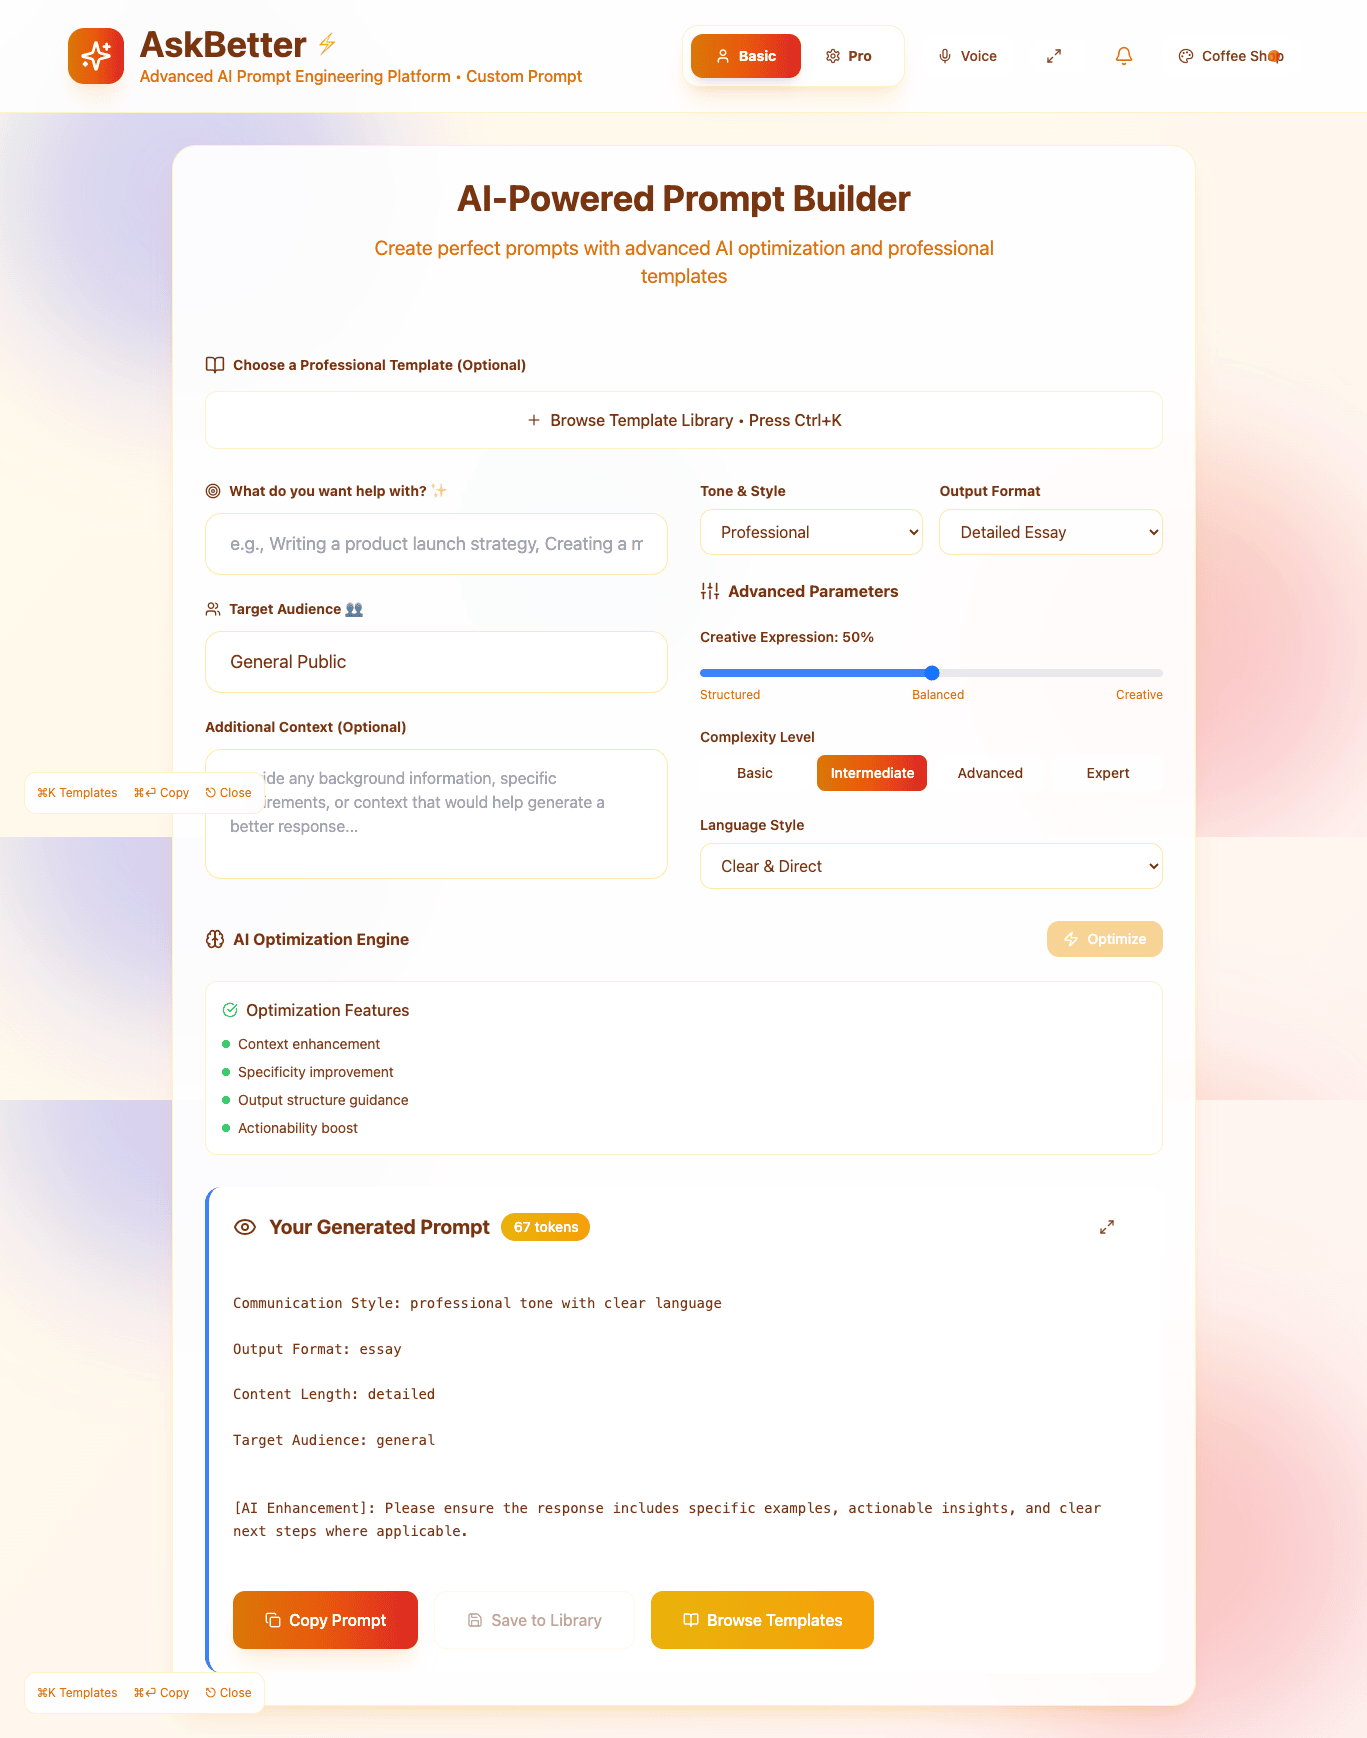 AskBetter ⚡
Advanced AI Prompt Engineering Platform • Custom Prompt
Basic
Pro
Voice
Coffee Shop
AI-Powered Prompt Builder
Create perfect prompts with advanced AI optimization and professional
templates
Choose a Professional Template (Optional)
Browse Template Library • Press Ctrl+K
What do you want help with? ✨
e.g., Writing a product launch strategy, Creating a m
Target Audience 👥
General Public
Additional Context (Optional)
ide any background information, specific
irements, or context that would help generate a
better response...
⌘K Templates ⌘⏎ Copy ⎋ Close
Tone & Style
Professional
Output Format
Detailed Essay
Advanced Parameters
Creative Expression: 50%
Structured Balanced Creative
Complexity Level
Basic Intermediate Advanced Expert
Language Style
Clear & Direct
AI Optimization Engine
Optimize
Optimization Features
Context enhancement
Specificity improvement
Output structure guidance
Actionability boost
Your Generated Prompt
67 tokens
Communication Style: professional tone with clear language
Output Format: essay
Content Length: detailed
Target Audience: general
[AI Enhancement]: Please ensure the response includes specific examples, actionable insights, and clear
next steps where applicable.
Copy Prompt
Save to Library
Browse Templates
⌘K Templates ⌘⏎ Copy ⎋ Close